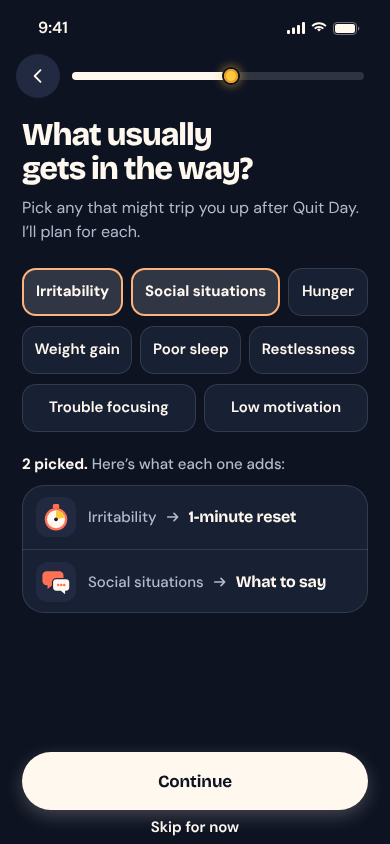 9:41
What usually
gets in the way?
Pick any that might trip you up after Quit Day.
I’ll plan for each.
Irritability
Social situations
Hunger
Weight gain
Poor sleep
Restlessness
Trouble focusing
Low motivation
2 picked. Here’s what each one adds:
Irritability → 1-minute reset
Social situations → What to say
Continue
Skip for now